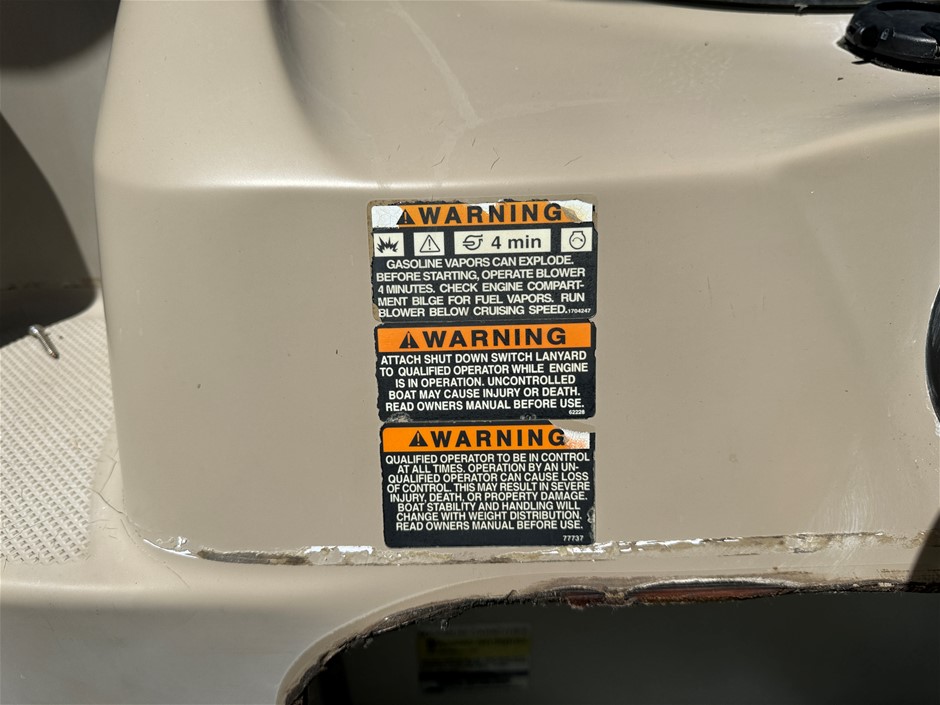 WARNING
4 min
GASOLINE VAPORS CAN EXPLODE.
BEFORE STARTING, OPERATE BLOWER
4 MINUTES. CHECK ENGINE COMPART-
MENT BILGE FOR FUEL VAPORS. RUN
BLOWER BELOW CRUISING SPEED. 1704247
WARNING
ATTACH SHUT DOWN SWITCH LANYARD
TO QUALIFIED OPERATOR WHILE ENGINE
IS IN OPERATION. UNCONTROLLED
BOAT MAY CAUSE INJURY OR DEATH.
READ OWNERS MANUAL BEFORE USE.
62228
WARNING
QUALIFIED OPERATOR TO BE IN CONTROL
AT ALL TIMES. OPERATION BY AN UN-
QUALIFIED OPERATOR CAN CAUSE LOSS
OF CONTROL. THIS MAY RESULT IN SEVERE
INJURY, DEATH, OR PROPERTY DAMAGE.
BOAT STABILITY AND HANDLING WILL
CHANGE WITH WEIGHT DISTRIBUTION.
READ OWNERS MANUAL BEFORE USE.
77737